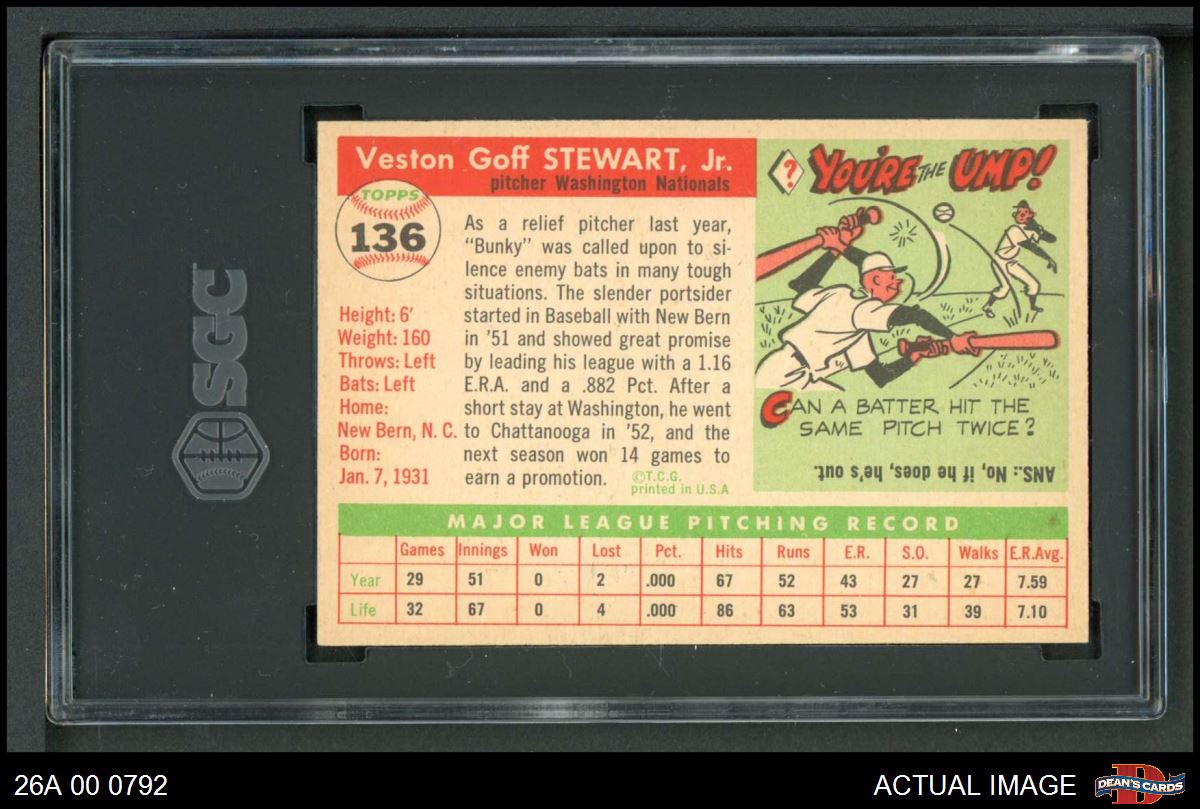 SGC
Veston Goff STEWART, Jr.
pitcher Washington Nationals
TOPPS
136
Height: 6'
Weight: 160
Throws: Left
Bats: Left
Home:
New Bern, N. C.
Born:
Jan. 7, 1931
As a relief pitcher last year,
"Bunky" was called upon to si-
lence enemy bats in many tough
situations. The slender portsider
started in Baseball with New Bern
in '51 and showed great promise
by leading his league with a 1.16
E.R.A. and a .882 Pct. After a
short stay at Washington, he went
to Chattanooga in '52, and the
next season won 14 games to
earn a promotion.
©T.C.G.
printed in U.S.A
? YOU'RE THE UMP!
CAN A BATTER HIT THE
SAME PITCH TWICE?
ANS.: No, if he does, he's out.
MAJOR LEAGUE PITCHING RECORD
Games Innings Won Lost Pct. Hits Runs E.R. S.O. Walks E.R.Avg.
Year 29 51 0 2 .000 67 52 43 27 27 7.59
Life 32 67 0 4 .000 86 63 53 31 39 7.10
26A 00 0792
ACTUAL IMAGE
D
DEAN'S CARDS